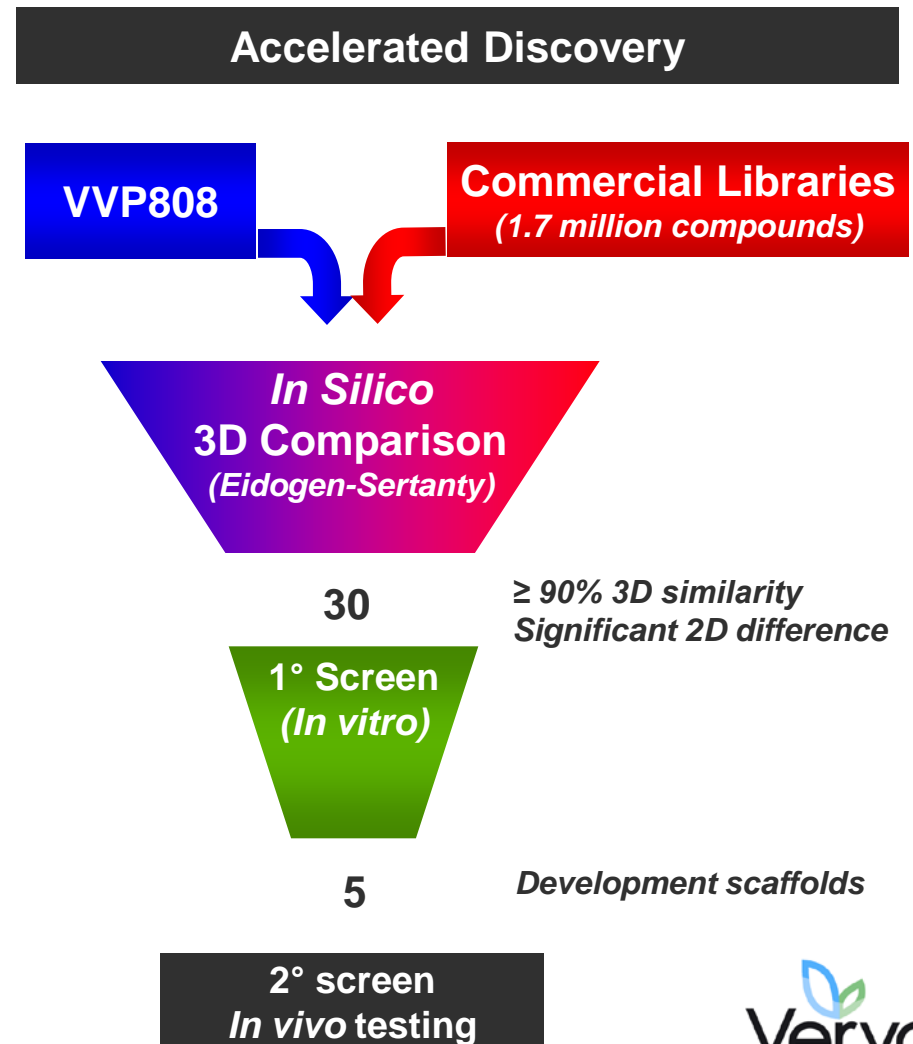 Accelerated Discovery
VVP808
Commercial Libraries
(1.7 million compounds)
In Silico
3D Comparison
(Eidogen-Sertanty)
30
≥ 90% 3D similarity
Significant 2D difference
1° Screen
(In vitro)
5
Development scaffolds
2° screen
In vivo testing